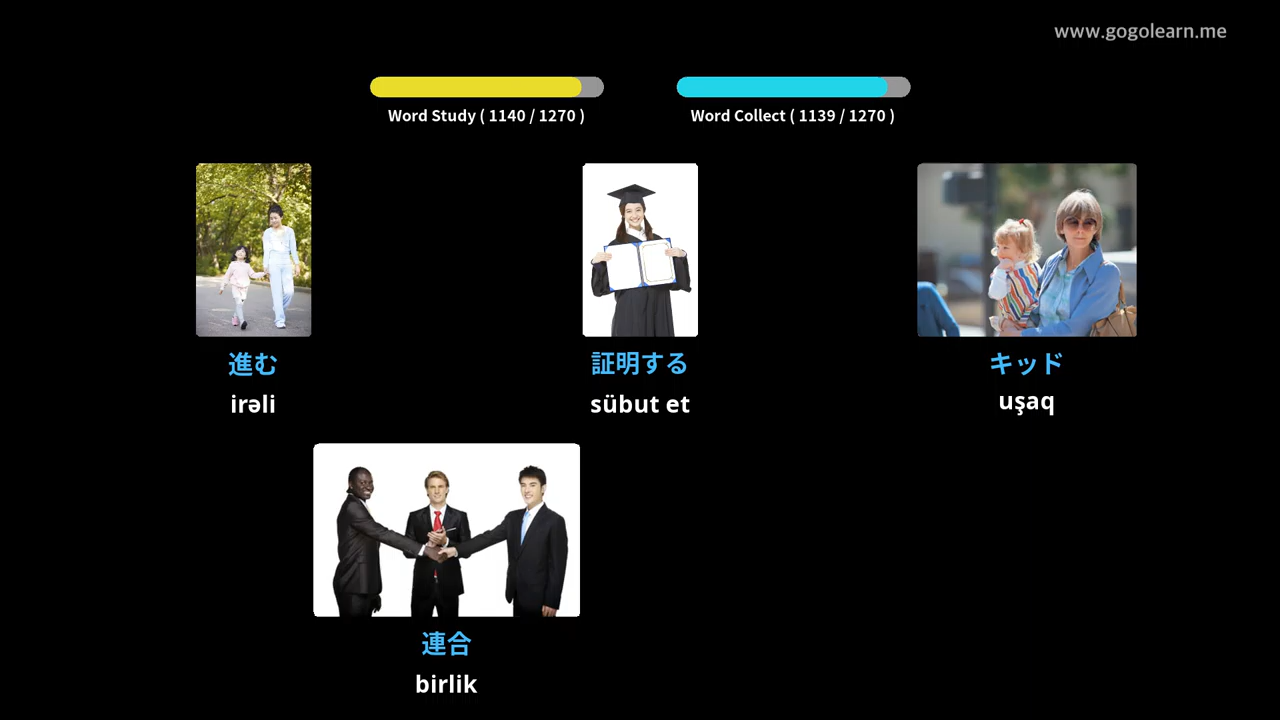 www.gogolearn.me
Word Study ( 1140 / 1270 )
Word Collect ( 1139 / 1270 )
進む
irəli
証明する
sübut et
キッド
uşaq
連合
birlik